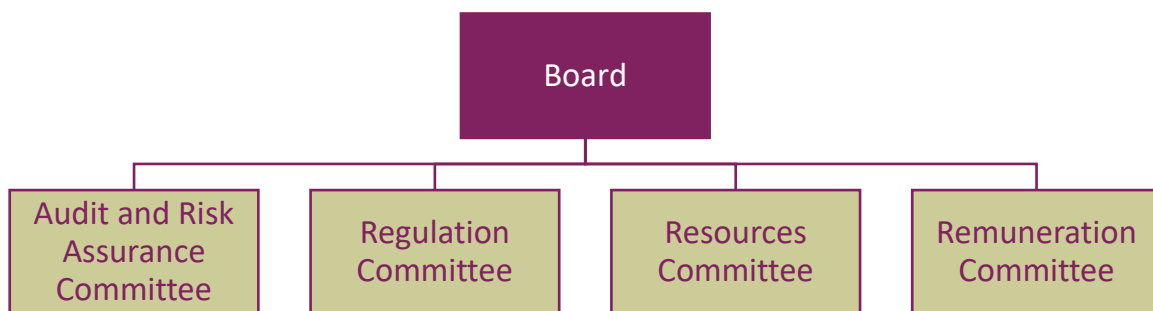 Board
Audit and Risk
Assurance
Committee
Regulation
Committee
Resources
Committee
Remuneration
Committee